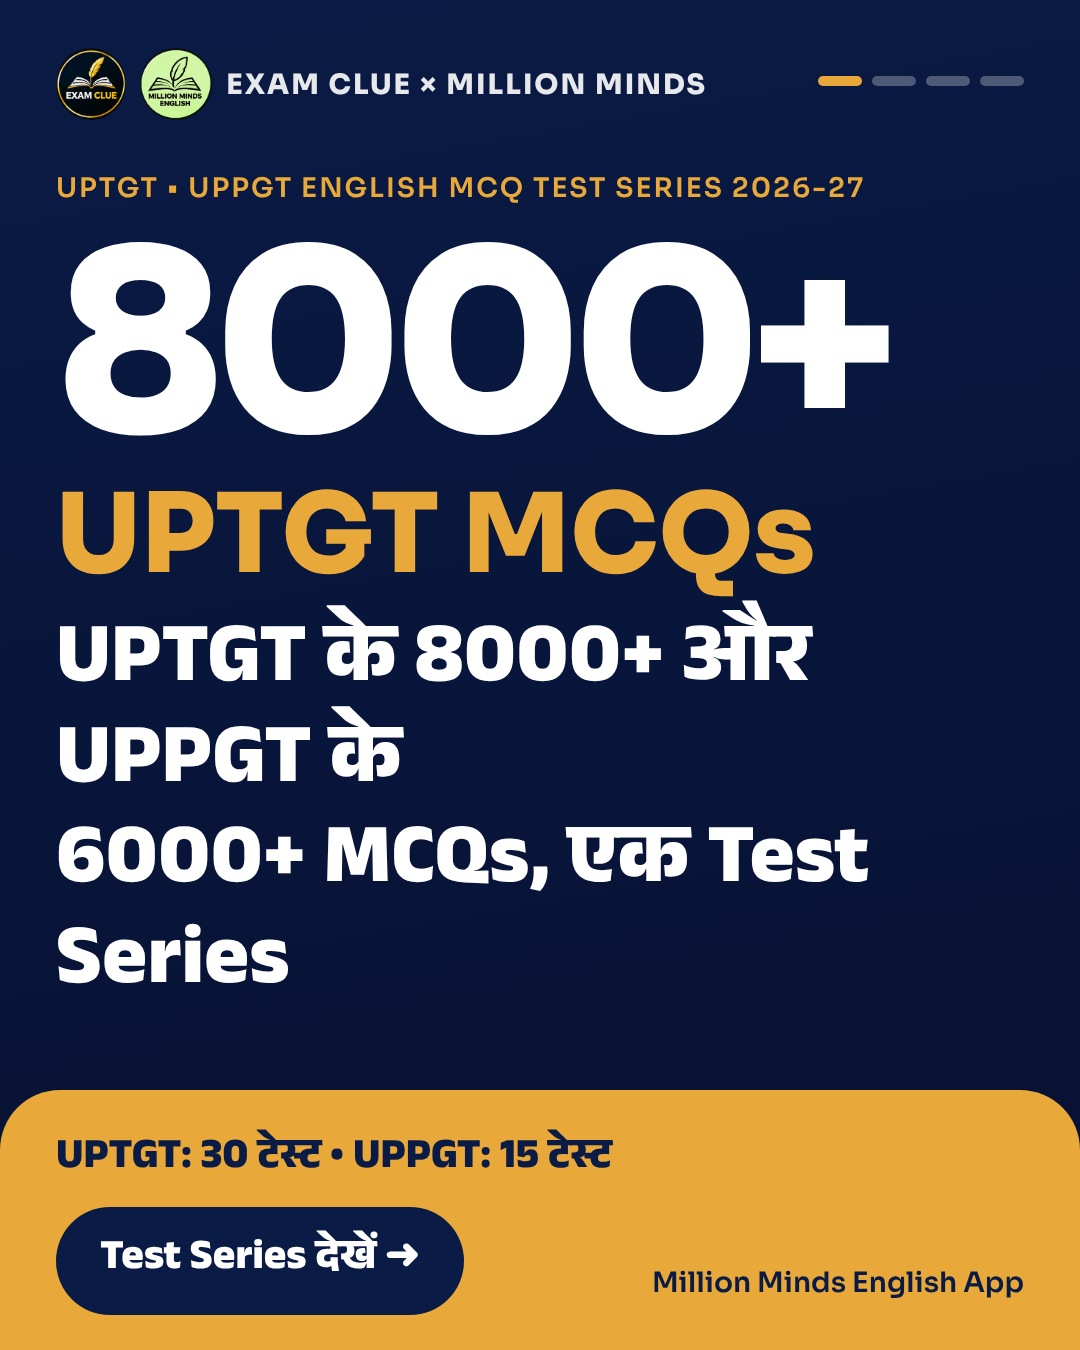 EXAM CLUE
MILLION MINDS
ENGLISH
EXAM CLUE × MILLION MINDS
UPTGT ▪ UPPGT ENGLISH MCQ TEST SERIES 2026-27
8000+
UPTGT MCQs
UPTGT के 8000+ और
UPPGT के
6000+ MCQs, एक Test
Series
UPTGT: 30 टेस्ट • UPPGT: 15 टेस्ट
Test Series देखें ➜
Million Minds English App